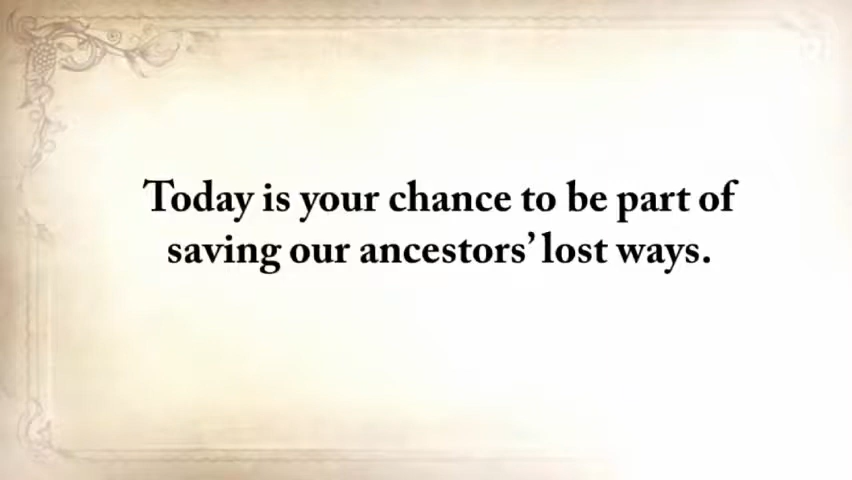 Today is your chance to be part of
saving our ancestors’ lost ways.